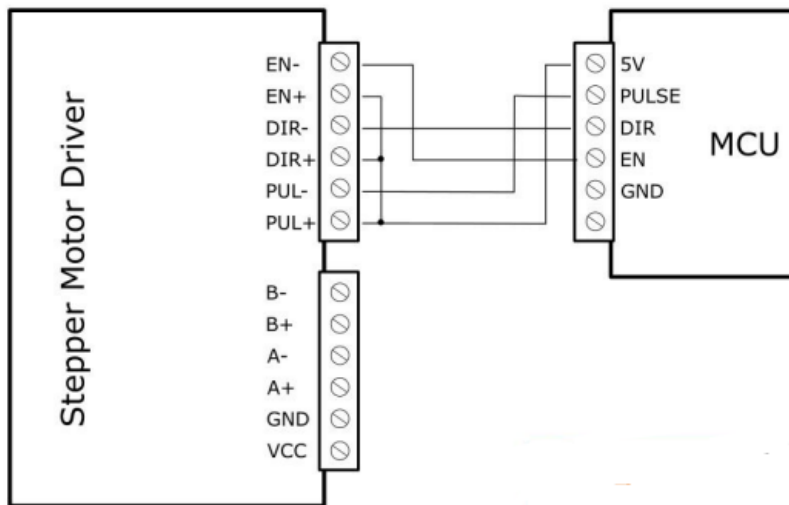 Stepper Motor Driver
EN-
EN+
DIR-
DIR+
PUL-
PUL+
B-
B+
A-
A+
GND
VCC
5V
PULSE
DIR
EN
GND
MCU